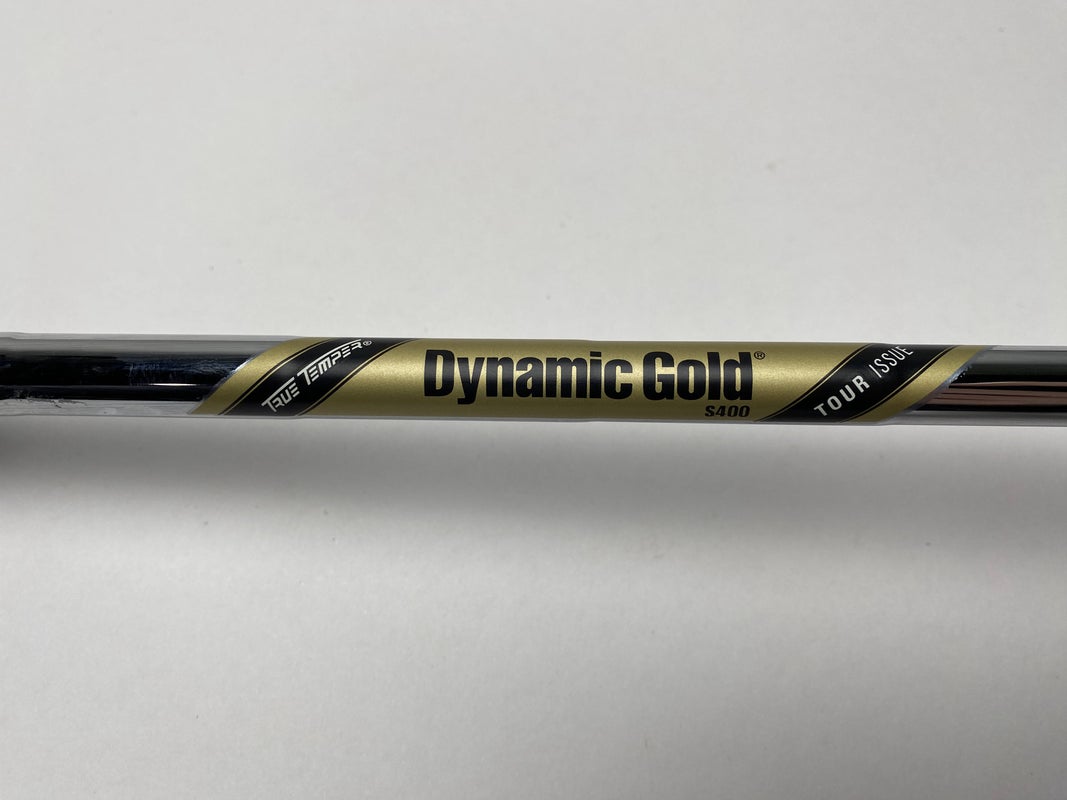 TRUE TEMPER®
Dynamic Gold®
S400
TOUR ISSUE